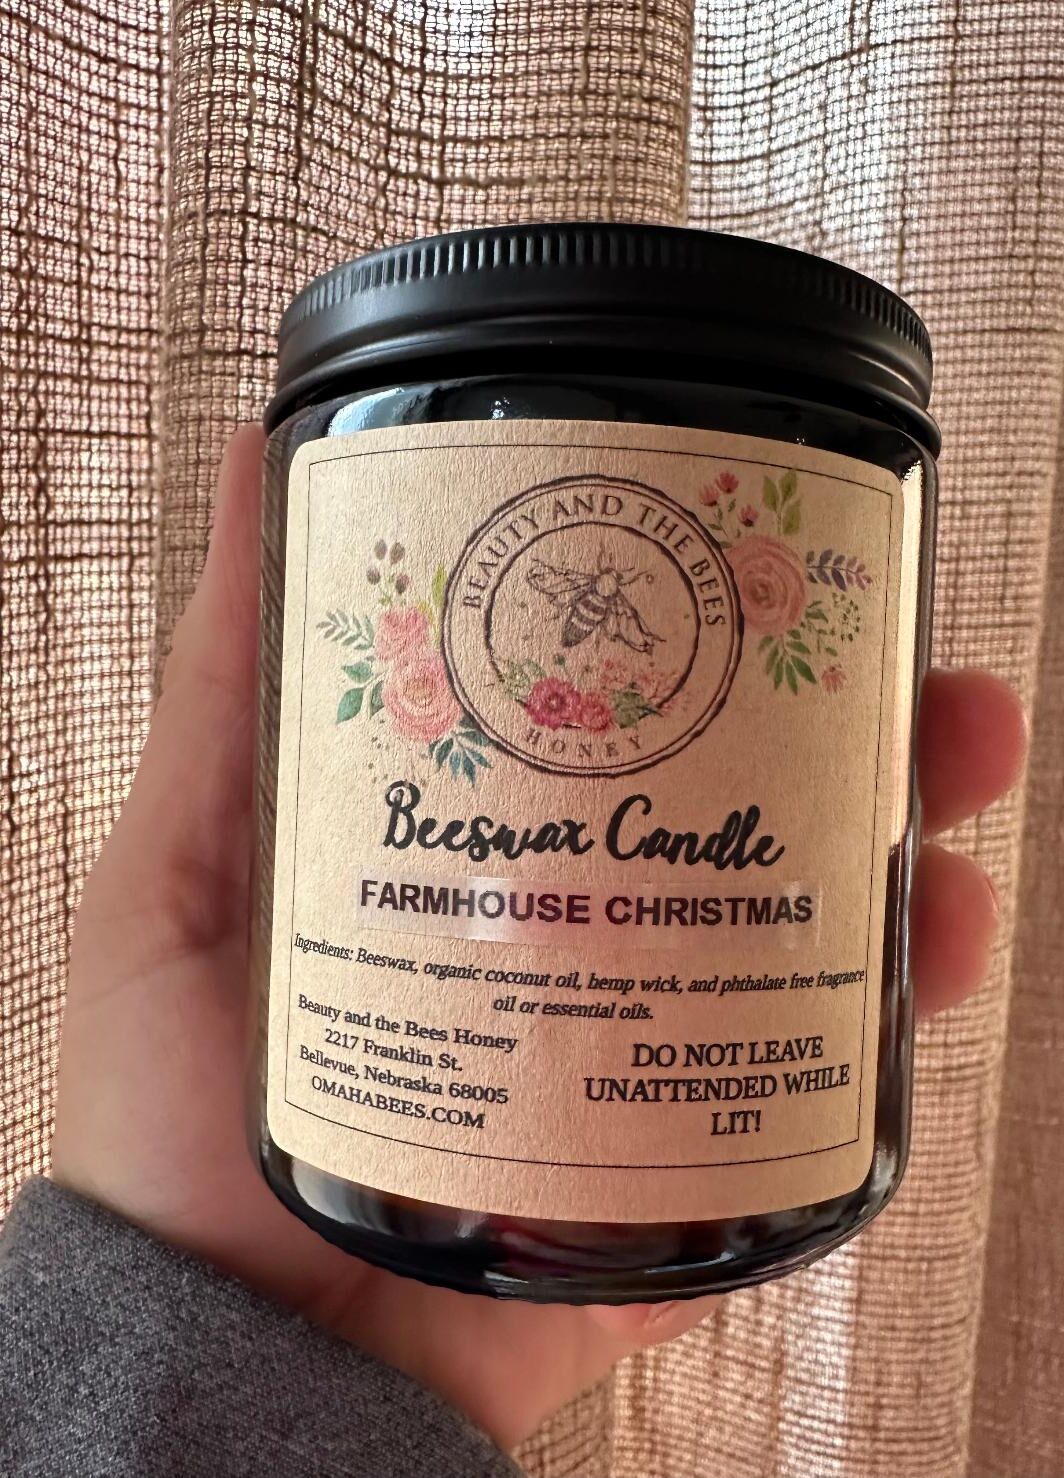 BEAUTY AND THE BEES
HONEY
Beeswax Candle
FARMHOUSE CHRISTMAS
Ingredients: Beeswax, organic coconut oil, hemp wick, and phthalate free fragrance
oil or essential oils.
Beauty and the Bees Honey
2217 Franklin St.
Bellevue, Nebraska 68005
OMAHABEES.COM
DO NOT LEAVE
UNATTENDED WHILE
LIT!